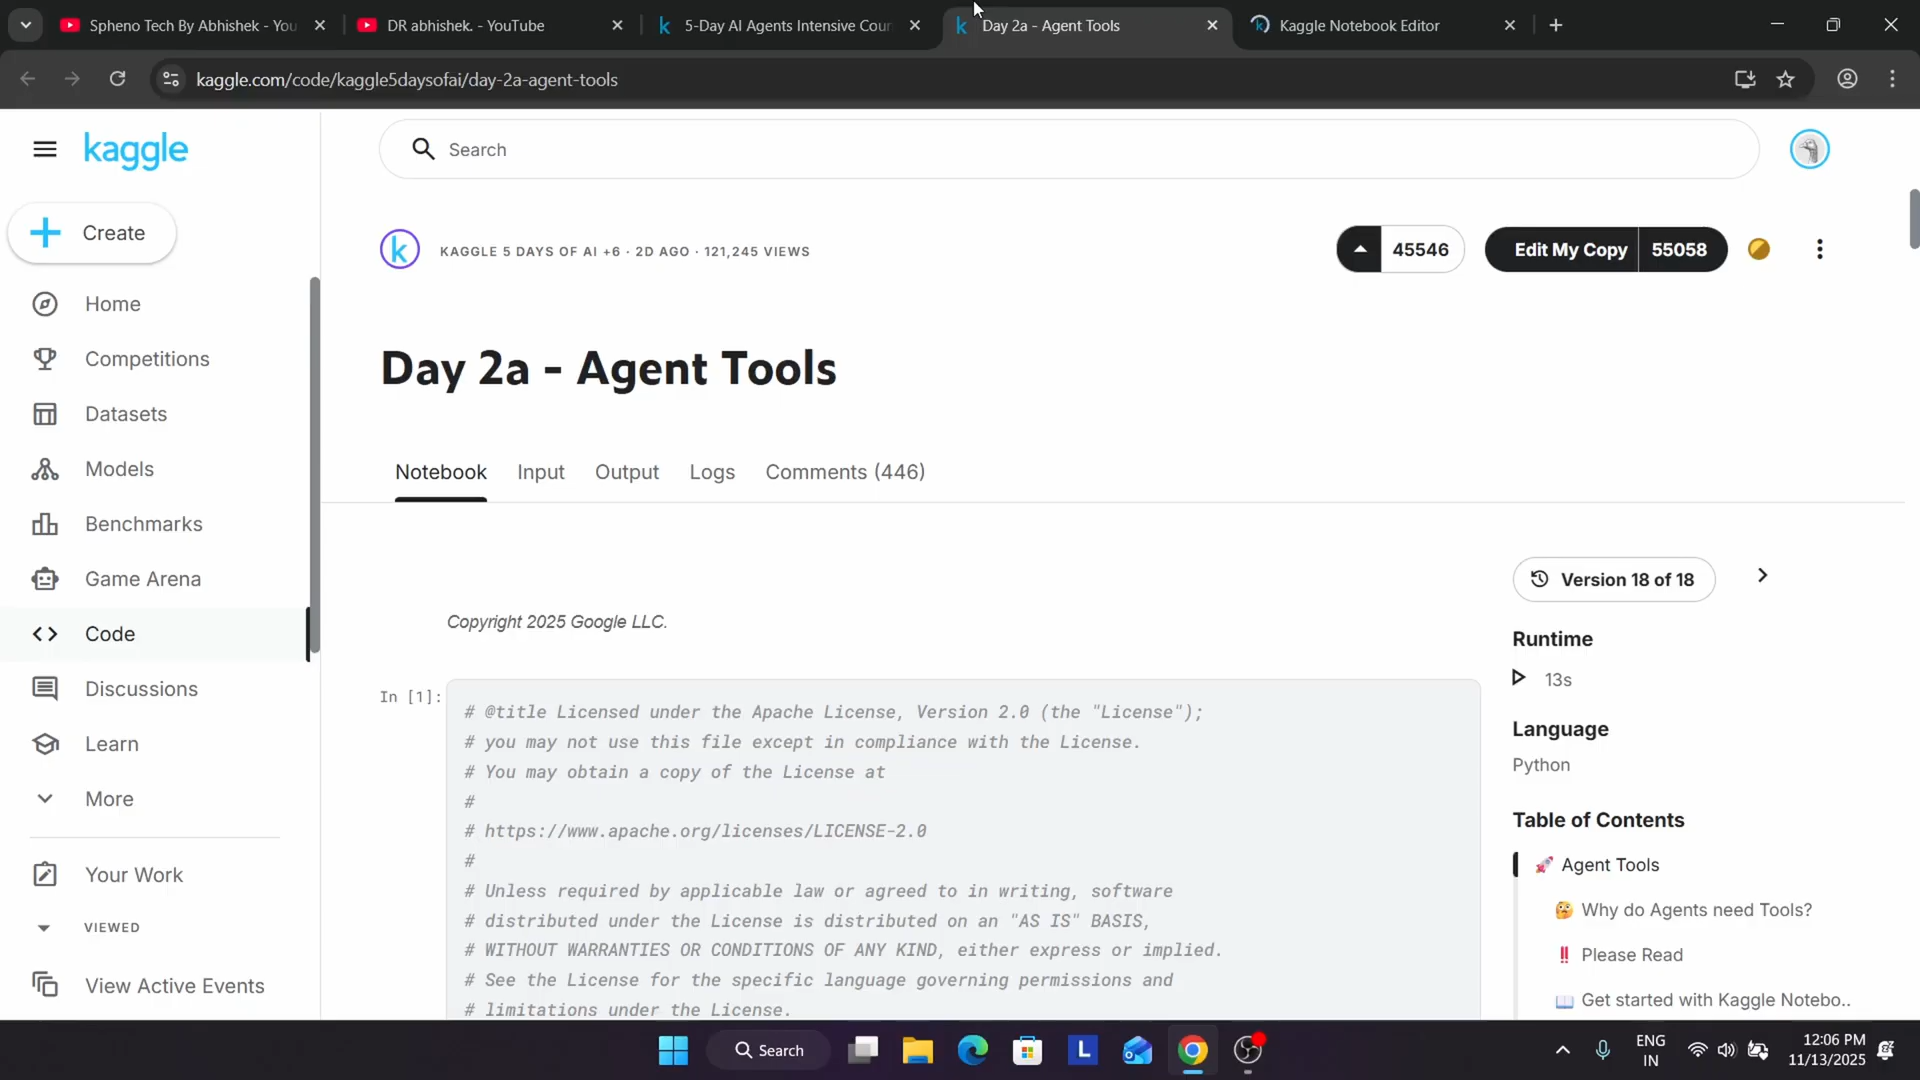 Spheno Tech By Abhishek - You
DR abhishek. - YouTube
5-Day AI Agents Intensive Cour
Day 2a - Agent Tools
Kaggle Notebook Editor
kaggle.com/code/kaggle5daysofai/day-2a-agent-tools
kaggle
Search
Create
Home
Competitions
Datasets
Models
Benchmarks
Game Arena
Code
Discussions
Learn
More
Your Work
VIEWED
View Active Events
k
KAGGLE 5 DAYS OF AI +6 · 2D AGO · 121,245 VIEWS
45546
Edit My Copy 55058
Day 2a - Agent Tools
Notebook Input Output Logs Comments (446)
Copyright 2025 Google LLC.
In [1]:
# @title Licensed under the Apache License, Version 2.0 (the "License");
# you may not use this file except in compliance with the License.
# You may obtain a copy of the License at
#
# https://www.apache.org/licenses/LICENSE-2.0
#
# Unless required by applicable law or agreed to in writing, software
# distributed under the License is distributed on an "AS IS" BASIS,
# WITHOUT WARRANTIES OR CONDITIONS OF ANY KIND, either express or implied.
# See the License for the specific language governing permissions and
# limitations under the License.
Version 18 of 18
Runtime
13s
Language
Python
Table of Contents
🚀 Agent Tools
🤔 Why do Agents need Tools?
‼️ Please Read
📖 Get started with Kaggle Notebo..
Search
L
ENG
IN
12:06 PM
11/13/2025